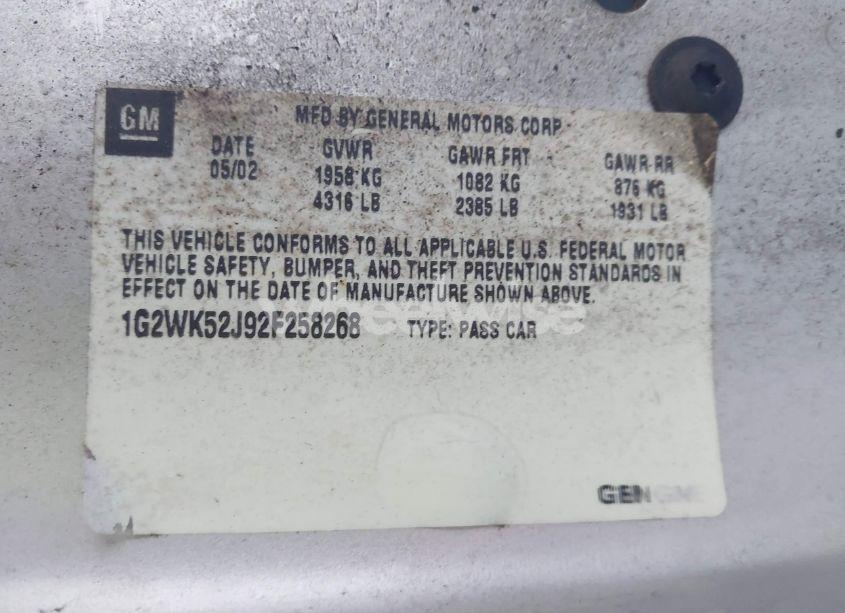 GM
MFD BY GENERAL MOTORS CORP
DATE GVWR GAWR FRT GAWR RR
05/02 1958 KG 1082 KG 876 KG
4316 LB 2385 LB 1931 LB
THIS VEHICLE CONFORMS TO ALL APPLICABLE U.S. FEDERAL MOTOR
VEHICLE SAFETY, BUMPER, AND THEFT PREVENTION STANDARDS IN
EFFECT ON THE DATE OF MANUFACTURE SHOWN ABOVE.
1G2WK52J92F258268 TYPE: PASS CAR
GEN